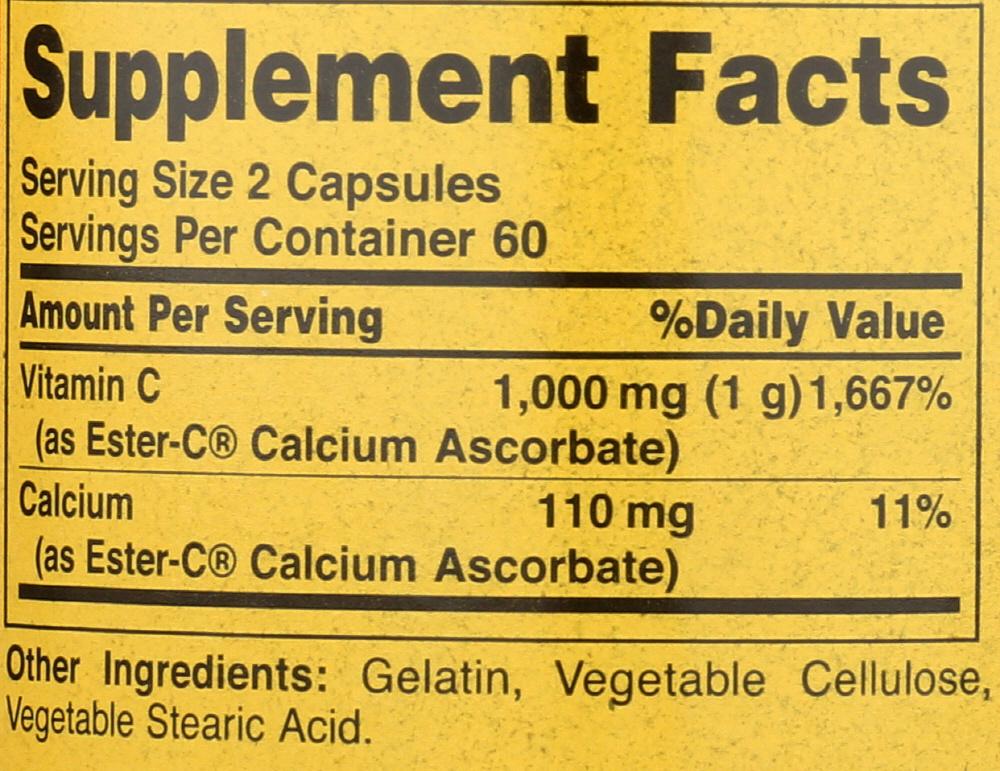 Supplement Facts
Serving Size 2 Capsules
Servings Per Container 60
Amount Per Serving %Daily Value
Vitamin C 1,000 mg (1 g) 1,667%
(as Ester-C® Calcium Ascorbate)
Calcium 110 mg 11%
(as Ester-C® Calcium Ascorbate)
Other Ingredients: Gelatin, Vegetable Cellulose,
Vegetable Stearic Acid.